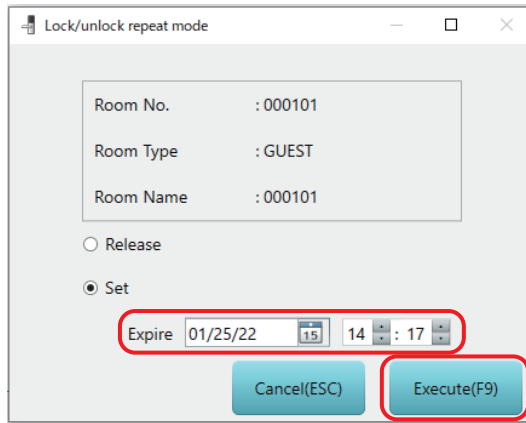 Lock/unlock repeat mode
Room No. : 000101
Room Type : GUEST
Room Name : 000101
Release
Set
Expire 01/25/22 15 14 : 17
Cancel(ESC) Execute(F9)